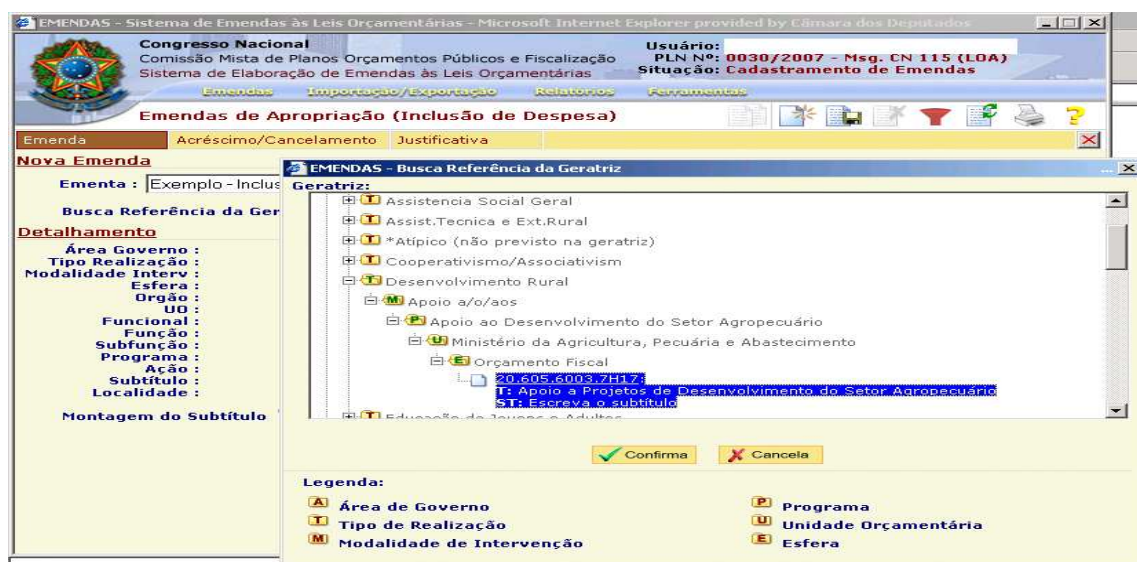 EMENDAS - Sistema de Emendas às Leis Orçamentárias - Microsoft Internet Explorer provided by Câmara dos Deputados
Congresso Nacional
Comissão Mista de Planos Orçamentos Públicos e Fiscalização
Sistema de Elaboração de Emendas às Leis Orçamentárias
Usuário:
PLN Nº: 0030/2007 - Msg. CN 115 (LOA)
Situação: Cadastramento de Emendas
Emendas Importação/Exportação Relatórios Ferramentas
Emendas de Apropriação (Inclusão de Despesa)
Emenda Acréscimo/Cancelamento Justificativa
Nova Emenda
Ementa : Exemplo - Inclus
Busca Referência da Ger
Detalhamento
Área Governo :
Tipo Realização :
Modalidade Interv :
Esfera :
Orgão :
UO :
Funcional :
Função :
Subfunção :
Programa :
Ação :
Subtítulo :
Localidade :
Montagem do Subtítulo
EMENDAS - Busca Referência da Geratriz
Geratriz:
T Assistencia Social Geral
T Assist.Tecnica e Ext.Rural
T *Atípico (não previsto na geratriz)
T Cooperativismo/Associativism
T Desenvolvimento Rural
M Apoio a/o/aos
P Apoio ao Desenvolvimento do Setor Agropecuário
U Ministério da Agricultura, Pecuária e Abastecimento
E Orçamento Fiscal
20.605.6003.7H17:
T: Apoio a Projetos de Desenvolvimento do Setor Agropecuário
ST: Escreva o subtítulo
T Educação de Jovens e Adultos
Confirma Cancela
Legenda:
A Área de Governo
T Tipo de Realização
M Modalidade de Intervenção
P Programa
U Unidade Orçamentária
E Esfera